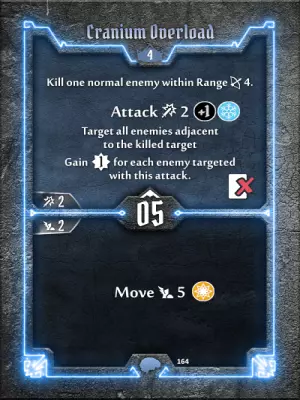 Cranium Overload
4
Kill one normal enemy within Range 4.
Attack 2 +1
Target all enemies adjacent
to the killed target
Gain 1 for each enemy targeted
with this attack.
2
05
2
Move 5
164